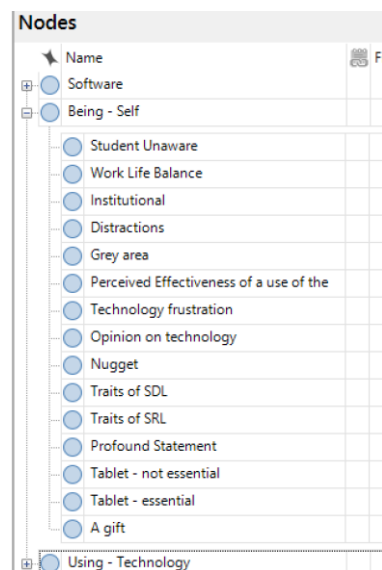 Nodes
Name
F
Software
Being - Self
Student Unaware
Work Life Balance
Institutional
Distractions
Grey area
Perceived Effectiveness of a use of the
Technology frustration
Opinion on technology
Nugget
Traits of SDL
Traits of SRL
Profound Statement
Tablet - not essential
Tablet - essential
A gift
Using - Technology